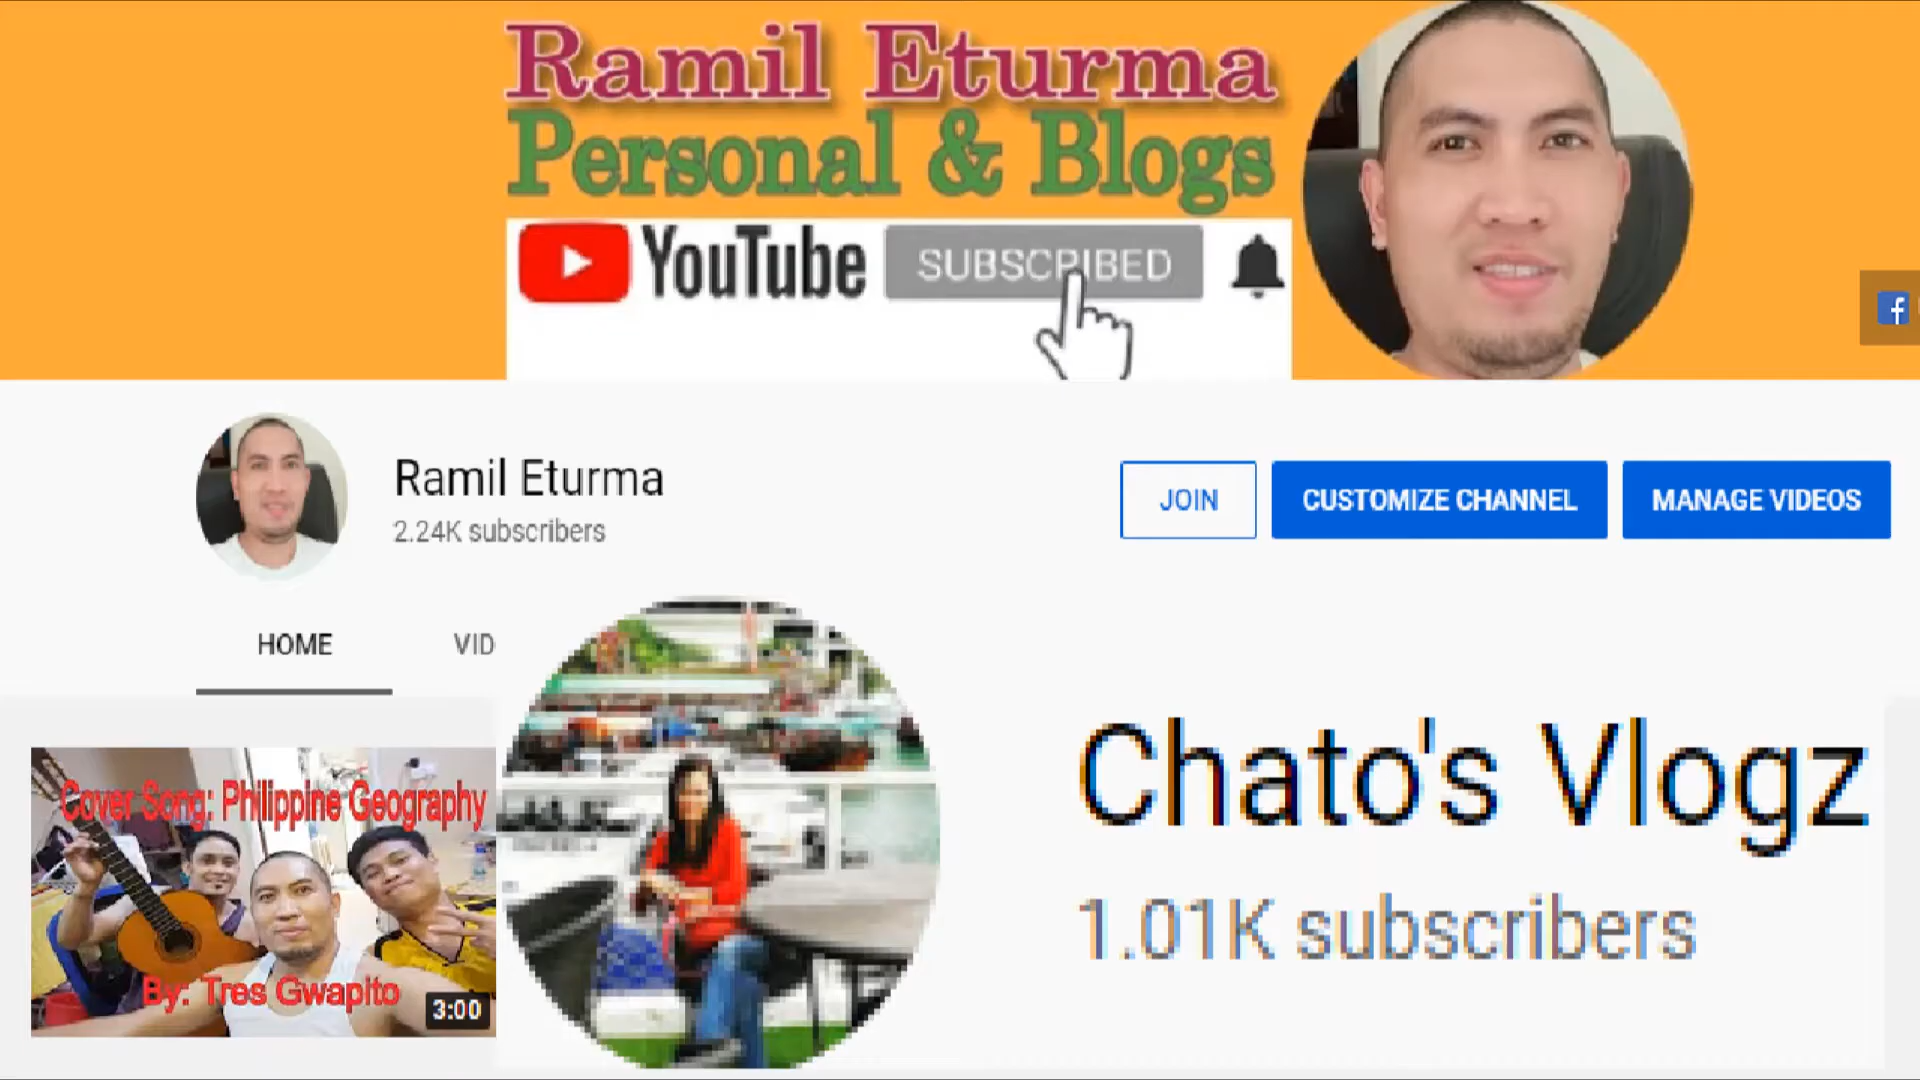 Ramil Eturma
Personal & Blogs
YouTube SUBSCRIBED
Ramil Eturma
2.24K subscribers
JOIN CUSTOMIZE CHANNEL MANAGE VIDEOS
HOME VID
Cover Song: Philippine Geography
By: Tres Gwapito
3:00
Chato's Vlogz
1.01K subscribers